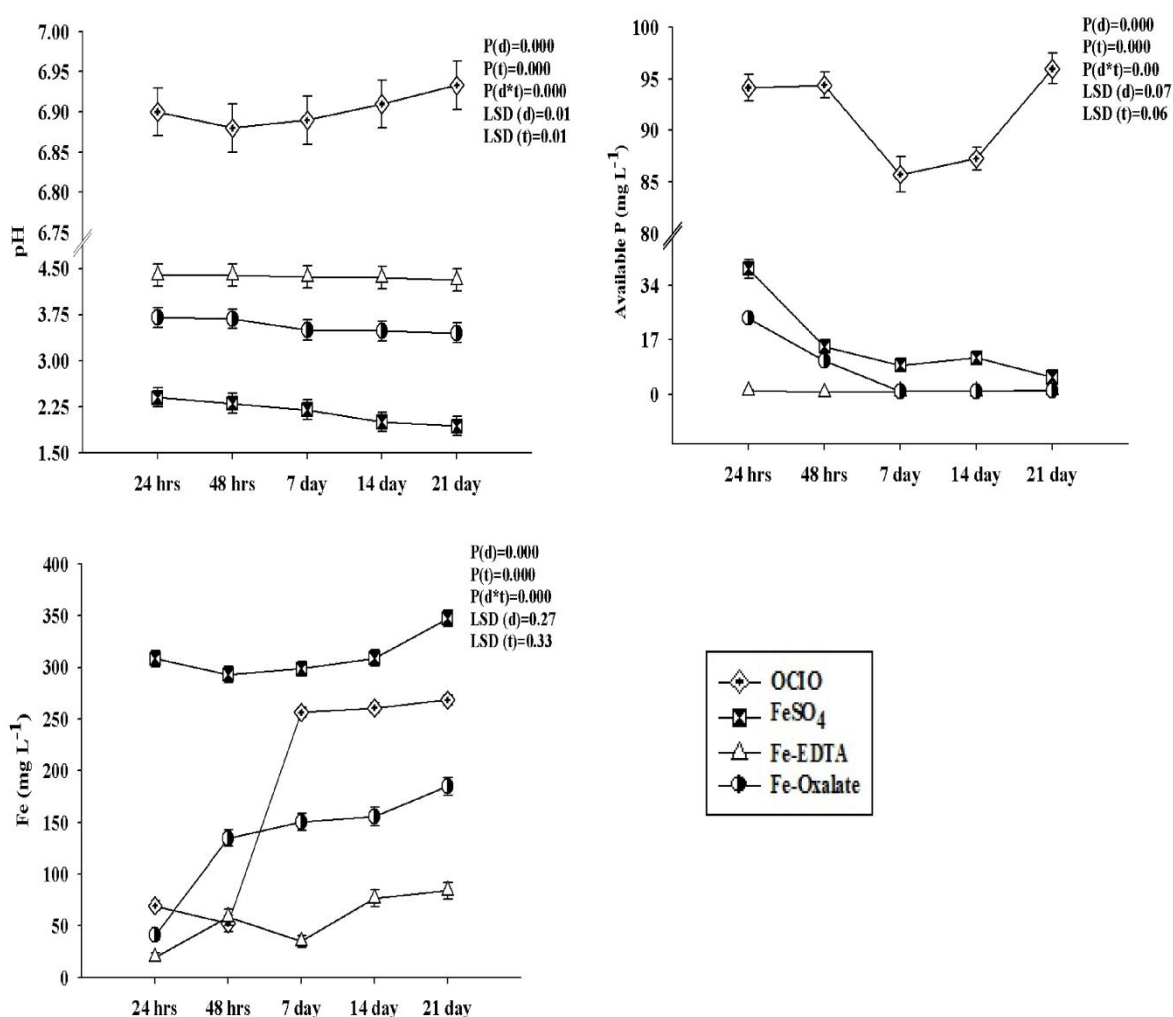 7.00
6.95
6.90
6.85
6.80
6.75
4.50
3.75
3.00
2.25
1.50
pH
24 hrs 48 hrs 7 day 14 day 21 day
P(d)=0.000
P(t)=0.000
P(d*t)=0.000
LSD (d)=0.01
LSD (t)=0.01
100
95
90
85
80
34
17
0
Available P (mg L⁻¹)
24 hrs 48 hrs 7 day 14 day 21 day
P(d)=0.000
P(t)=0.000
P(d*t)=0.00
LSD (d)=0.07
LSD (t)=0.06
400
350
300
250
200
150
100
50
0
Fe (mg L⁻¹)
24 hrs 48 hrs 7 day 14 day 21 day
P(d)=0.000
P(t)=0.000
P(d*t)=0.000
LSD (d)=0.27
LSD (t)=0.33
OCIO
FeSO₄
Fe-EDTA
Fe-Oxalate